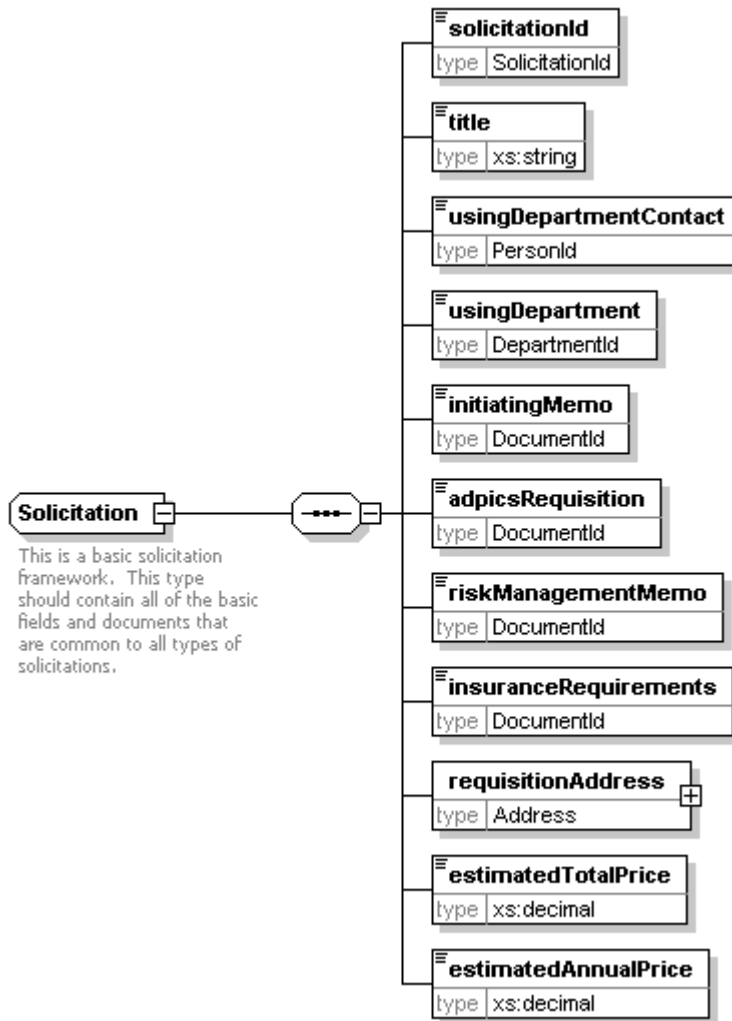 solicitationId
type SolicitationId
title
type xs:string
usingDepartmentContact
type PersonId
usingDepartment
type DepartmentId
initiatingMemo
type DocumentId
adpicsRequisition
type DocumentId
Solicitation
This is a basic solicitation
framework. This type
should contain all of the basic
fields and documents that
are common to all types of
solicitations.
riskManagementMemo
type DocumentId
insuranceRequirements
type DocumentId
requisitionAddress
type Address
estimatedTotalPrice
type xs:decimal
estimatedAnnualPrice
type xs:decimal